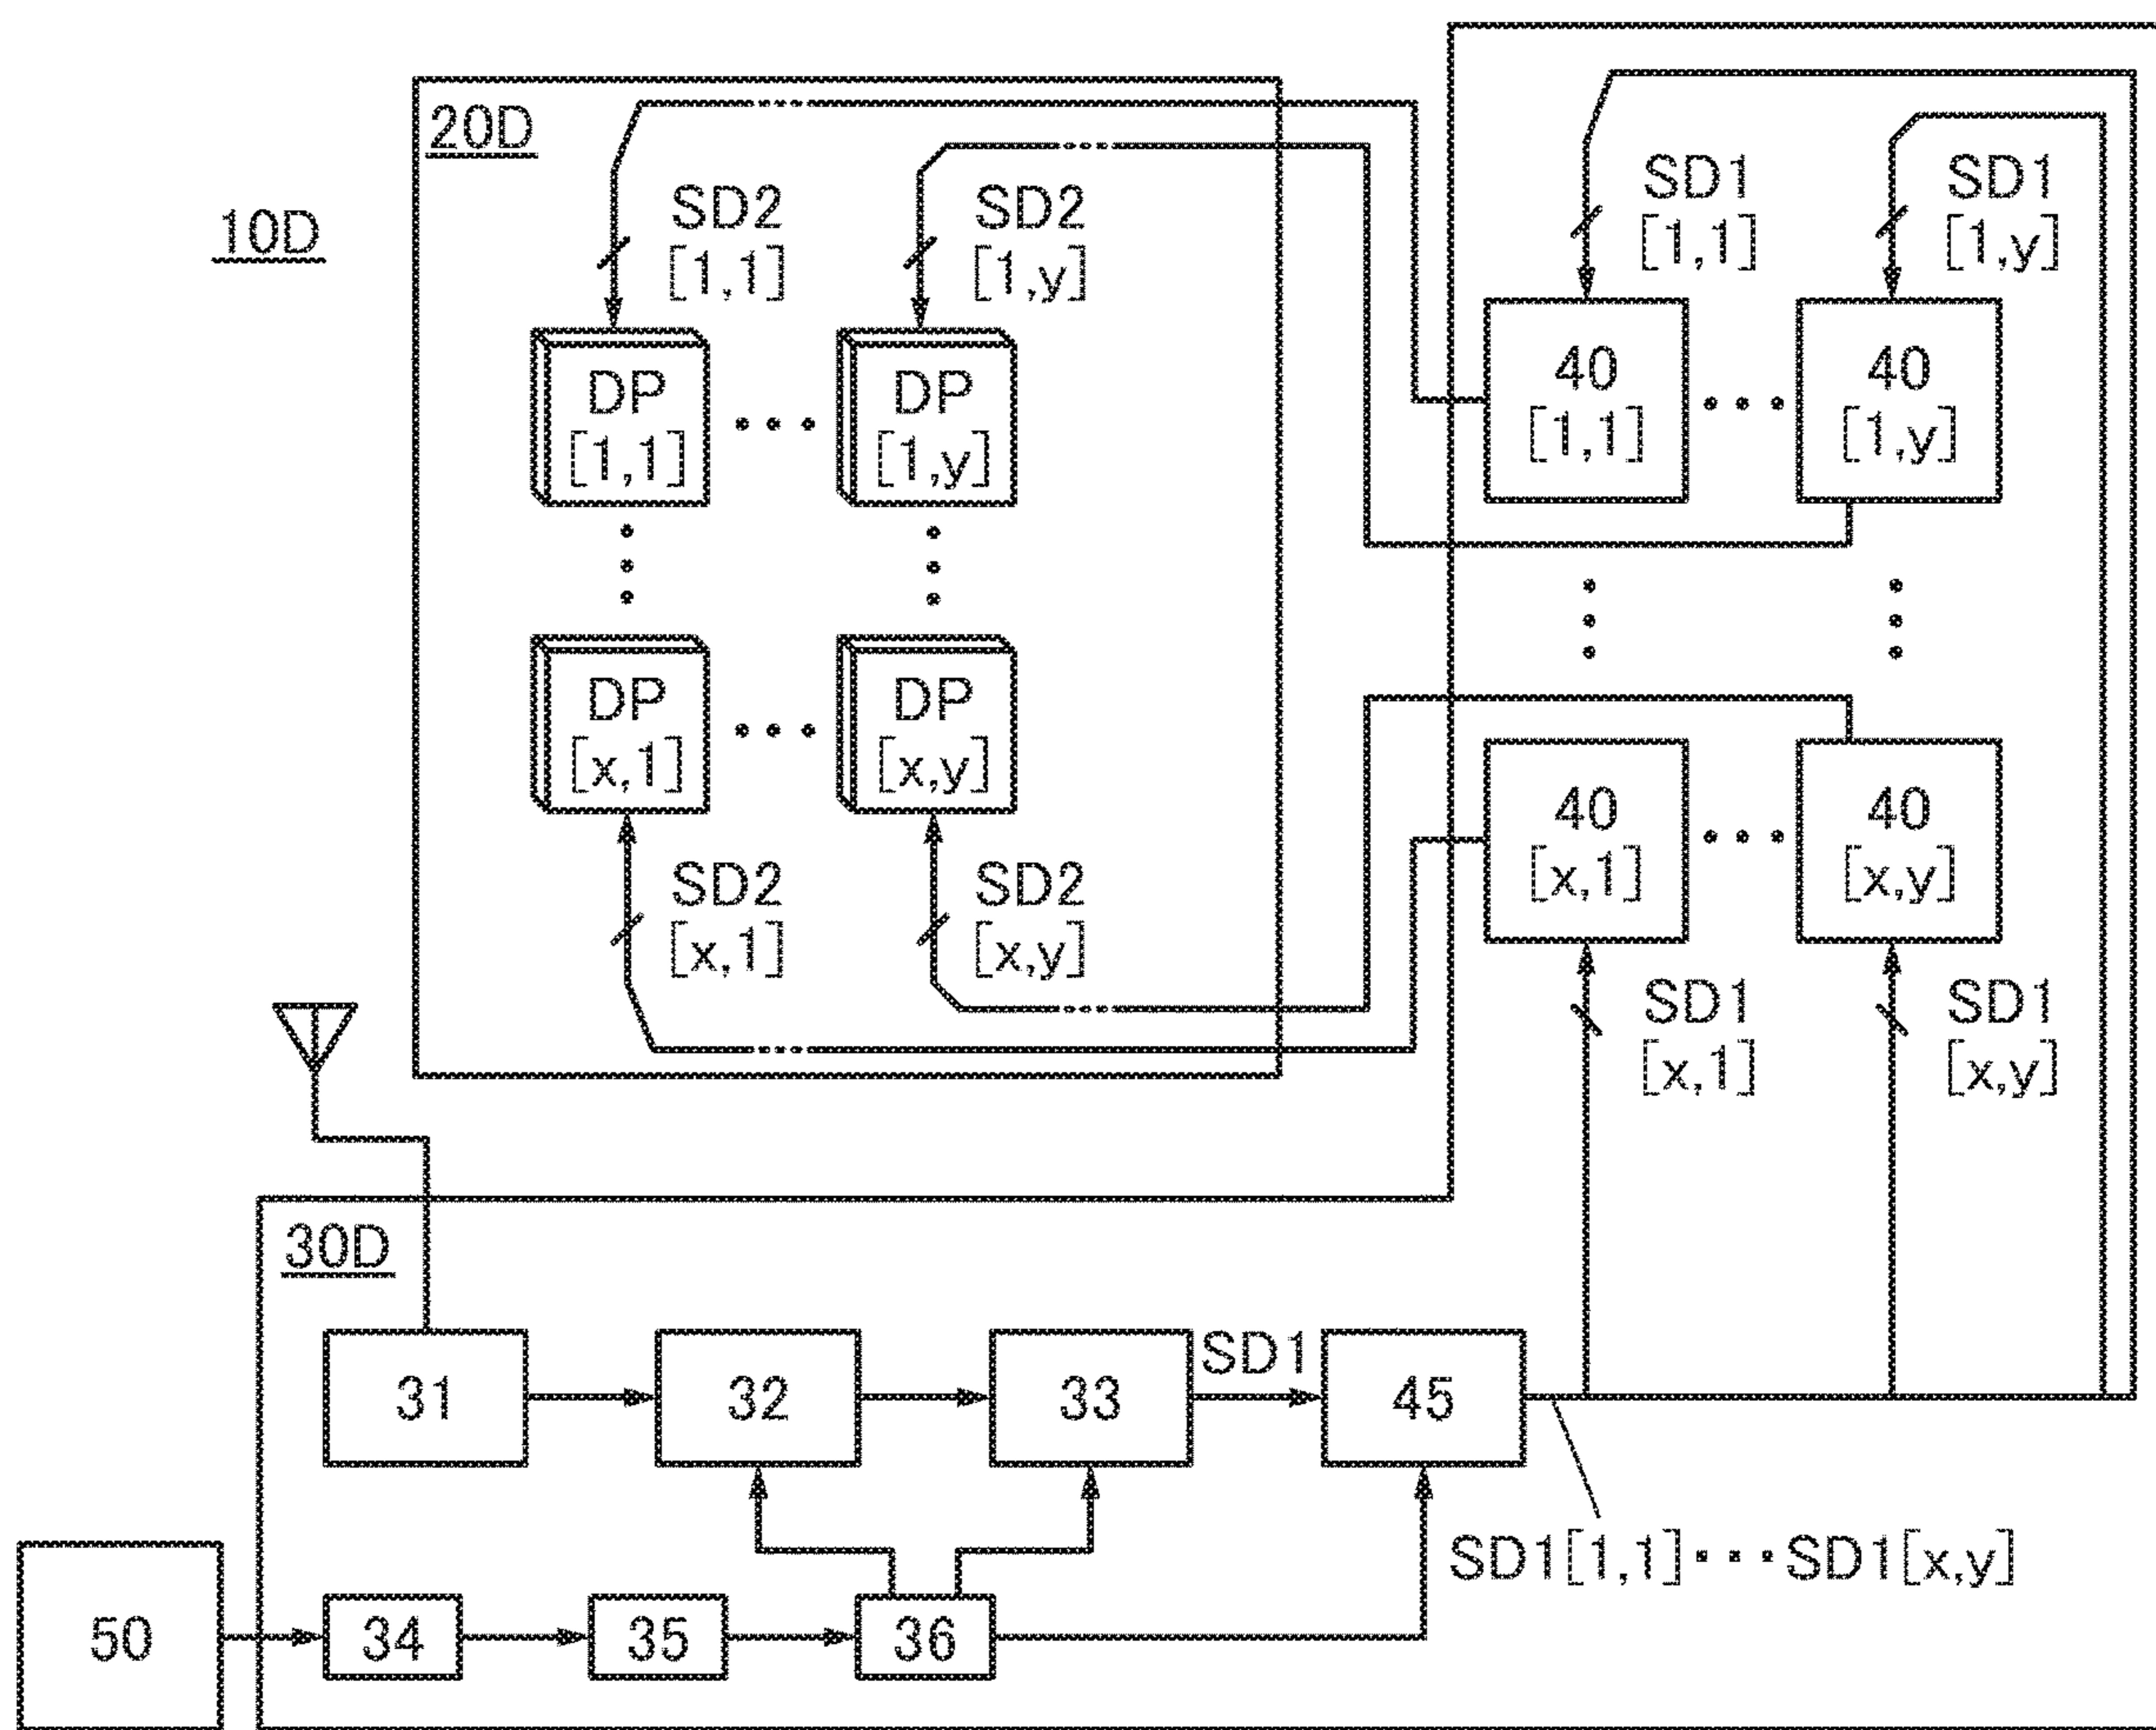 10D
20D
SD2
[1,1]
SD2
[1,y]
DP
[1,1]
DP
[1,y]
DP
[x,1]
DP
[x,y]
SD2
[x,1]
SD2
[x,y]
SD1
[1,1]
SD1
[1,y]
40
[1,1]
40
[1,y]
40
[x,1]
40
[x,y]
SD1
[x,1]
SD1
[x,y]
30D
31
32
33
SD1
45
SD1[1,1]···SD1[x,y]
50
34
35
36